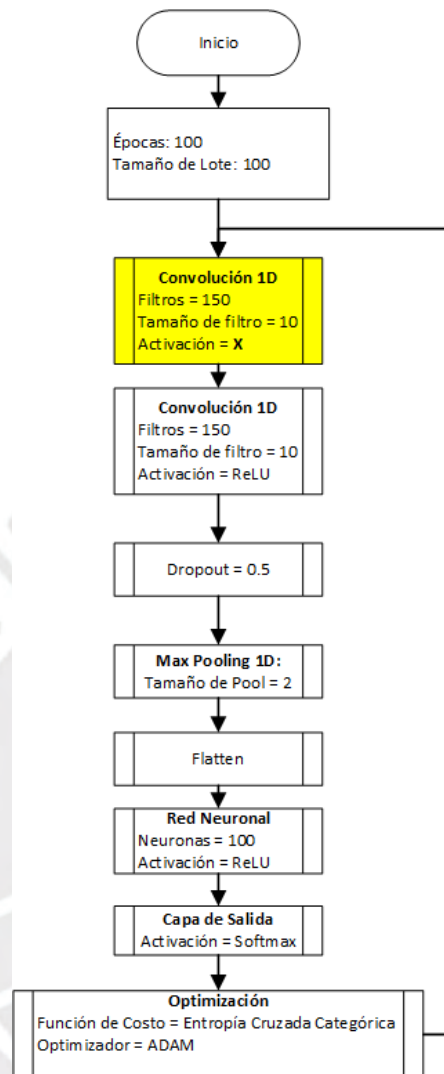 Inicio
Épocas: 100
Tamaño de Lote: 100
Convolución 1D
Filtros = 150
Tamaño de filtro = 10
Activación = X
Convolución 1D
Filtros = 150
Tamaño de filtro = 10
Activación = ReLU
Dropout = 0.5
Max Pooling 1D:
Tamaño de Pool = 2
Flatten
Red Neuronal
Neuronas = 100
Activación = ReLU
Capa de Salida
Activación = Softmax
Optimización
Función de Costo = Entropía Cruzada Categórica
Optimizador = ADAM